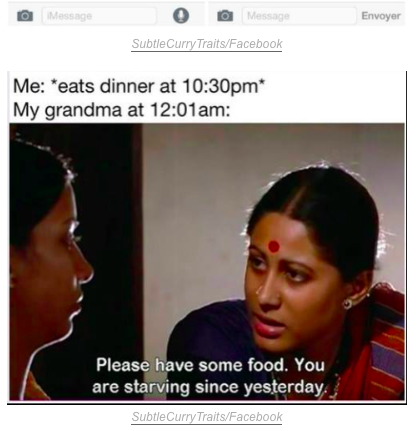 iMessage
Message
Envoyer
SubtleCurryTraits/Facebook
Me: *eats dinner at 10:30pm*
My grandma at 12:01am:
Please have some food. You
are starving since yesterday.
SubtleCurryTraits/Facebook